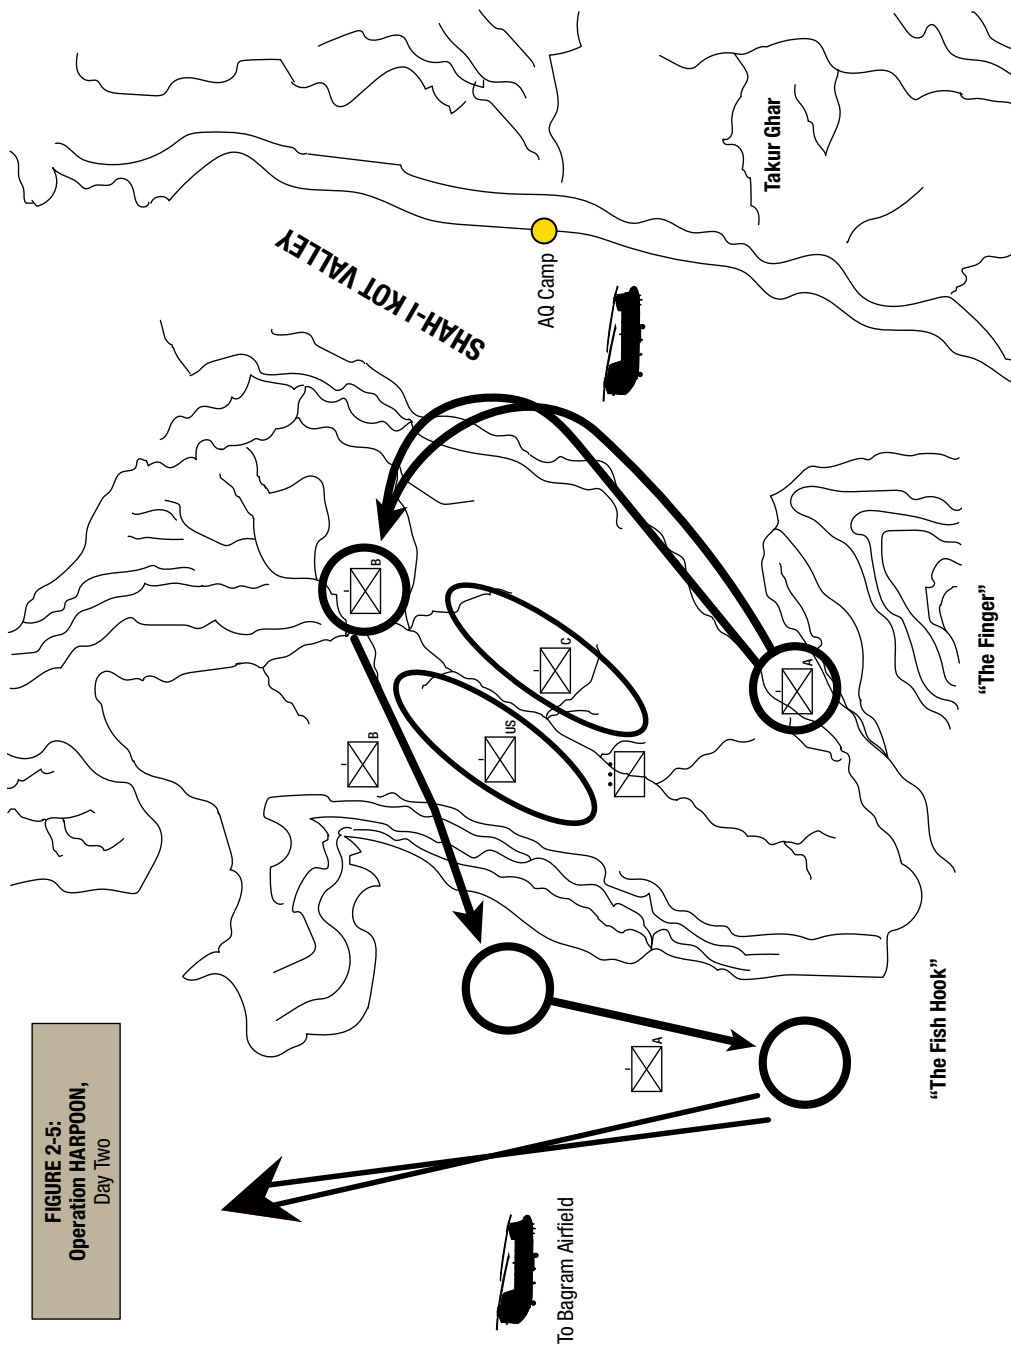 FIGURE 2-5:
Operation HARPOON,
Day Two
To Bagram Airfield
"The Fish Hook"
A
B
US
C
B
A
"The Finger"
SHAH-I KOT VALLEY
AQ Camp
Takur Ghar